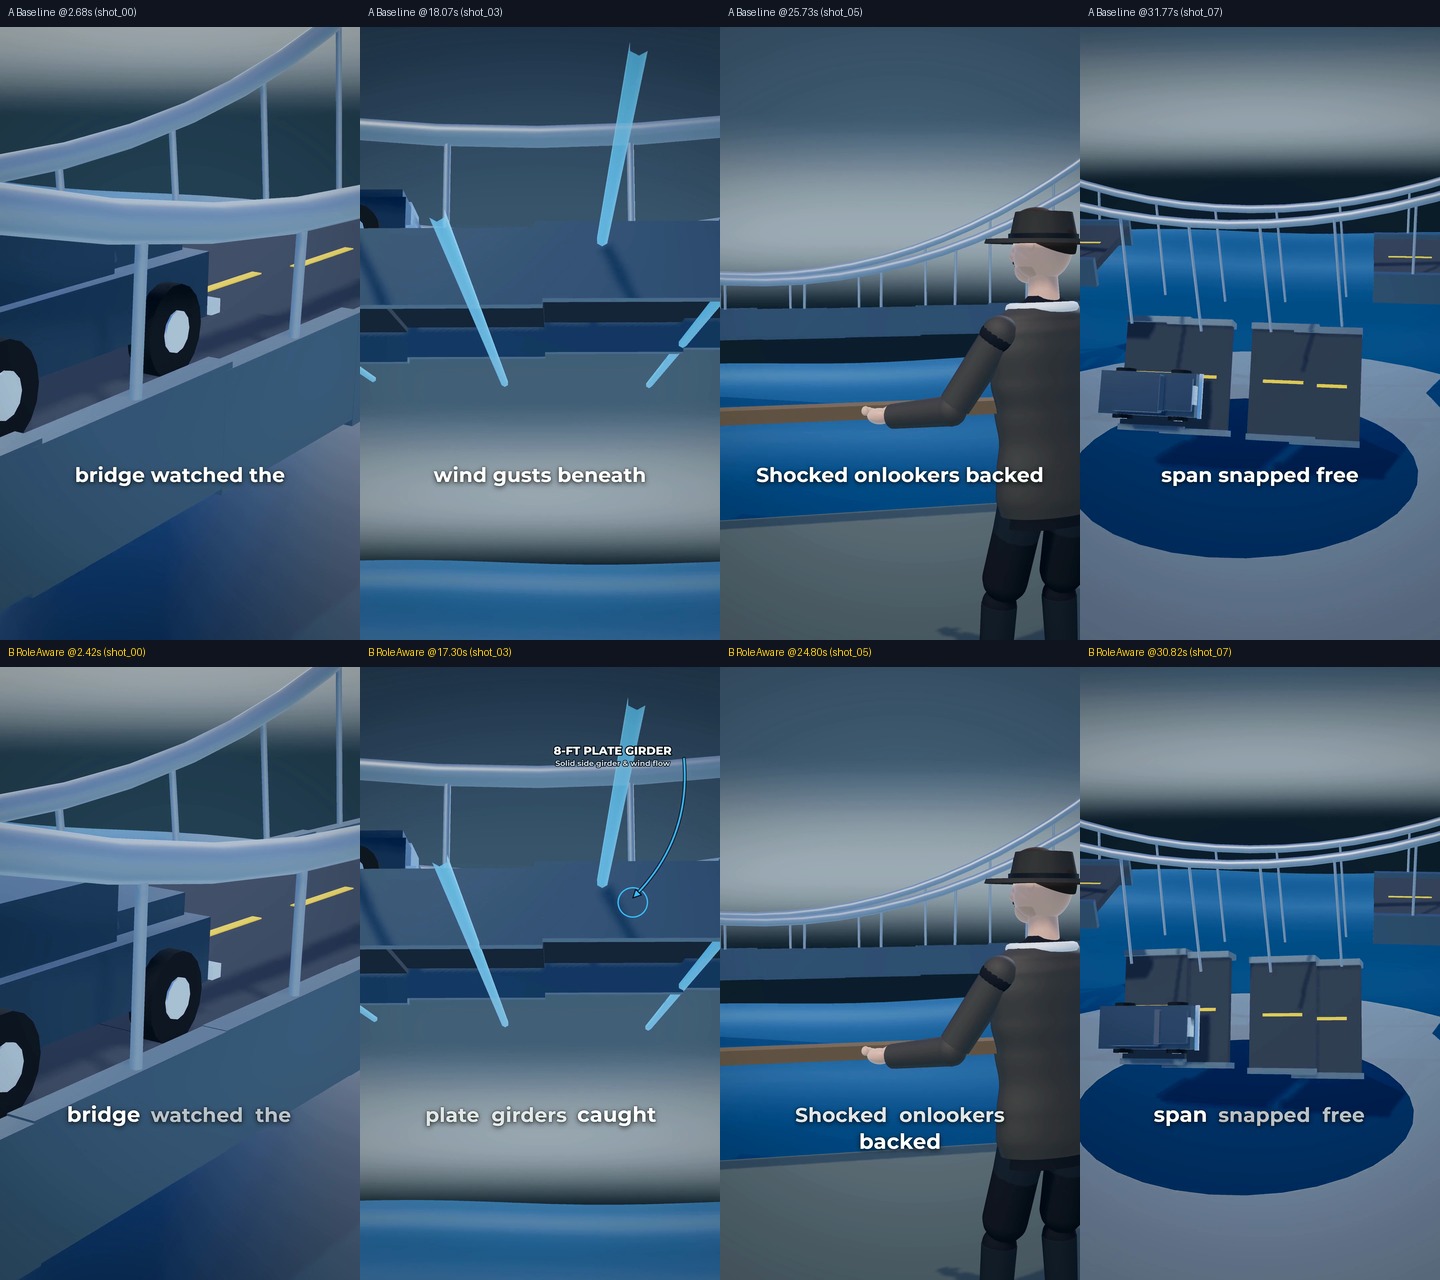 A Baseline @2.68s (shot_00)
A Baseline @18.07s (shot_03)
A Baseline @25.73s (shot_05)
A Baseline @31.77s (shot_07)
bridge watched the
wind gusts beneath
Shocked onlookers backed
span snapped free
B RoleAware @2.42s (shot_00)
B RoleAware @17.30s (shot_03)
B RoleAware @24.80s (shot_05)
B RoleAware @30.82s (shot_07)
8-FT PLATE GIRDER
Solid side girder & wind flow
bridge watched the
plate girders caught
Shocked onlookers
backed
span snapped free